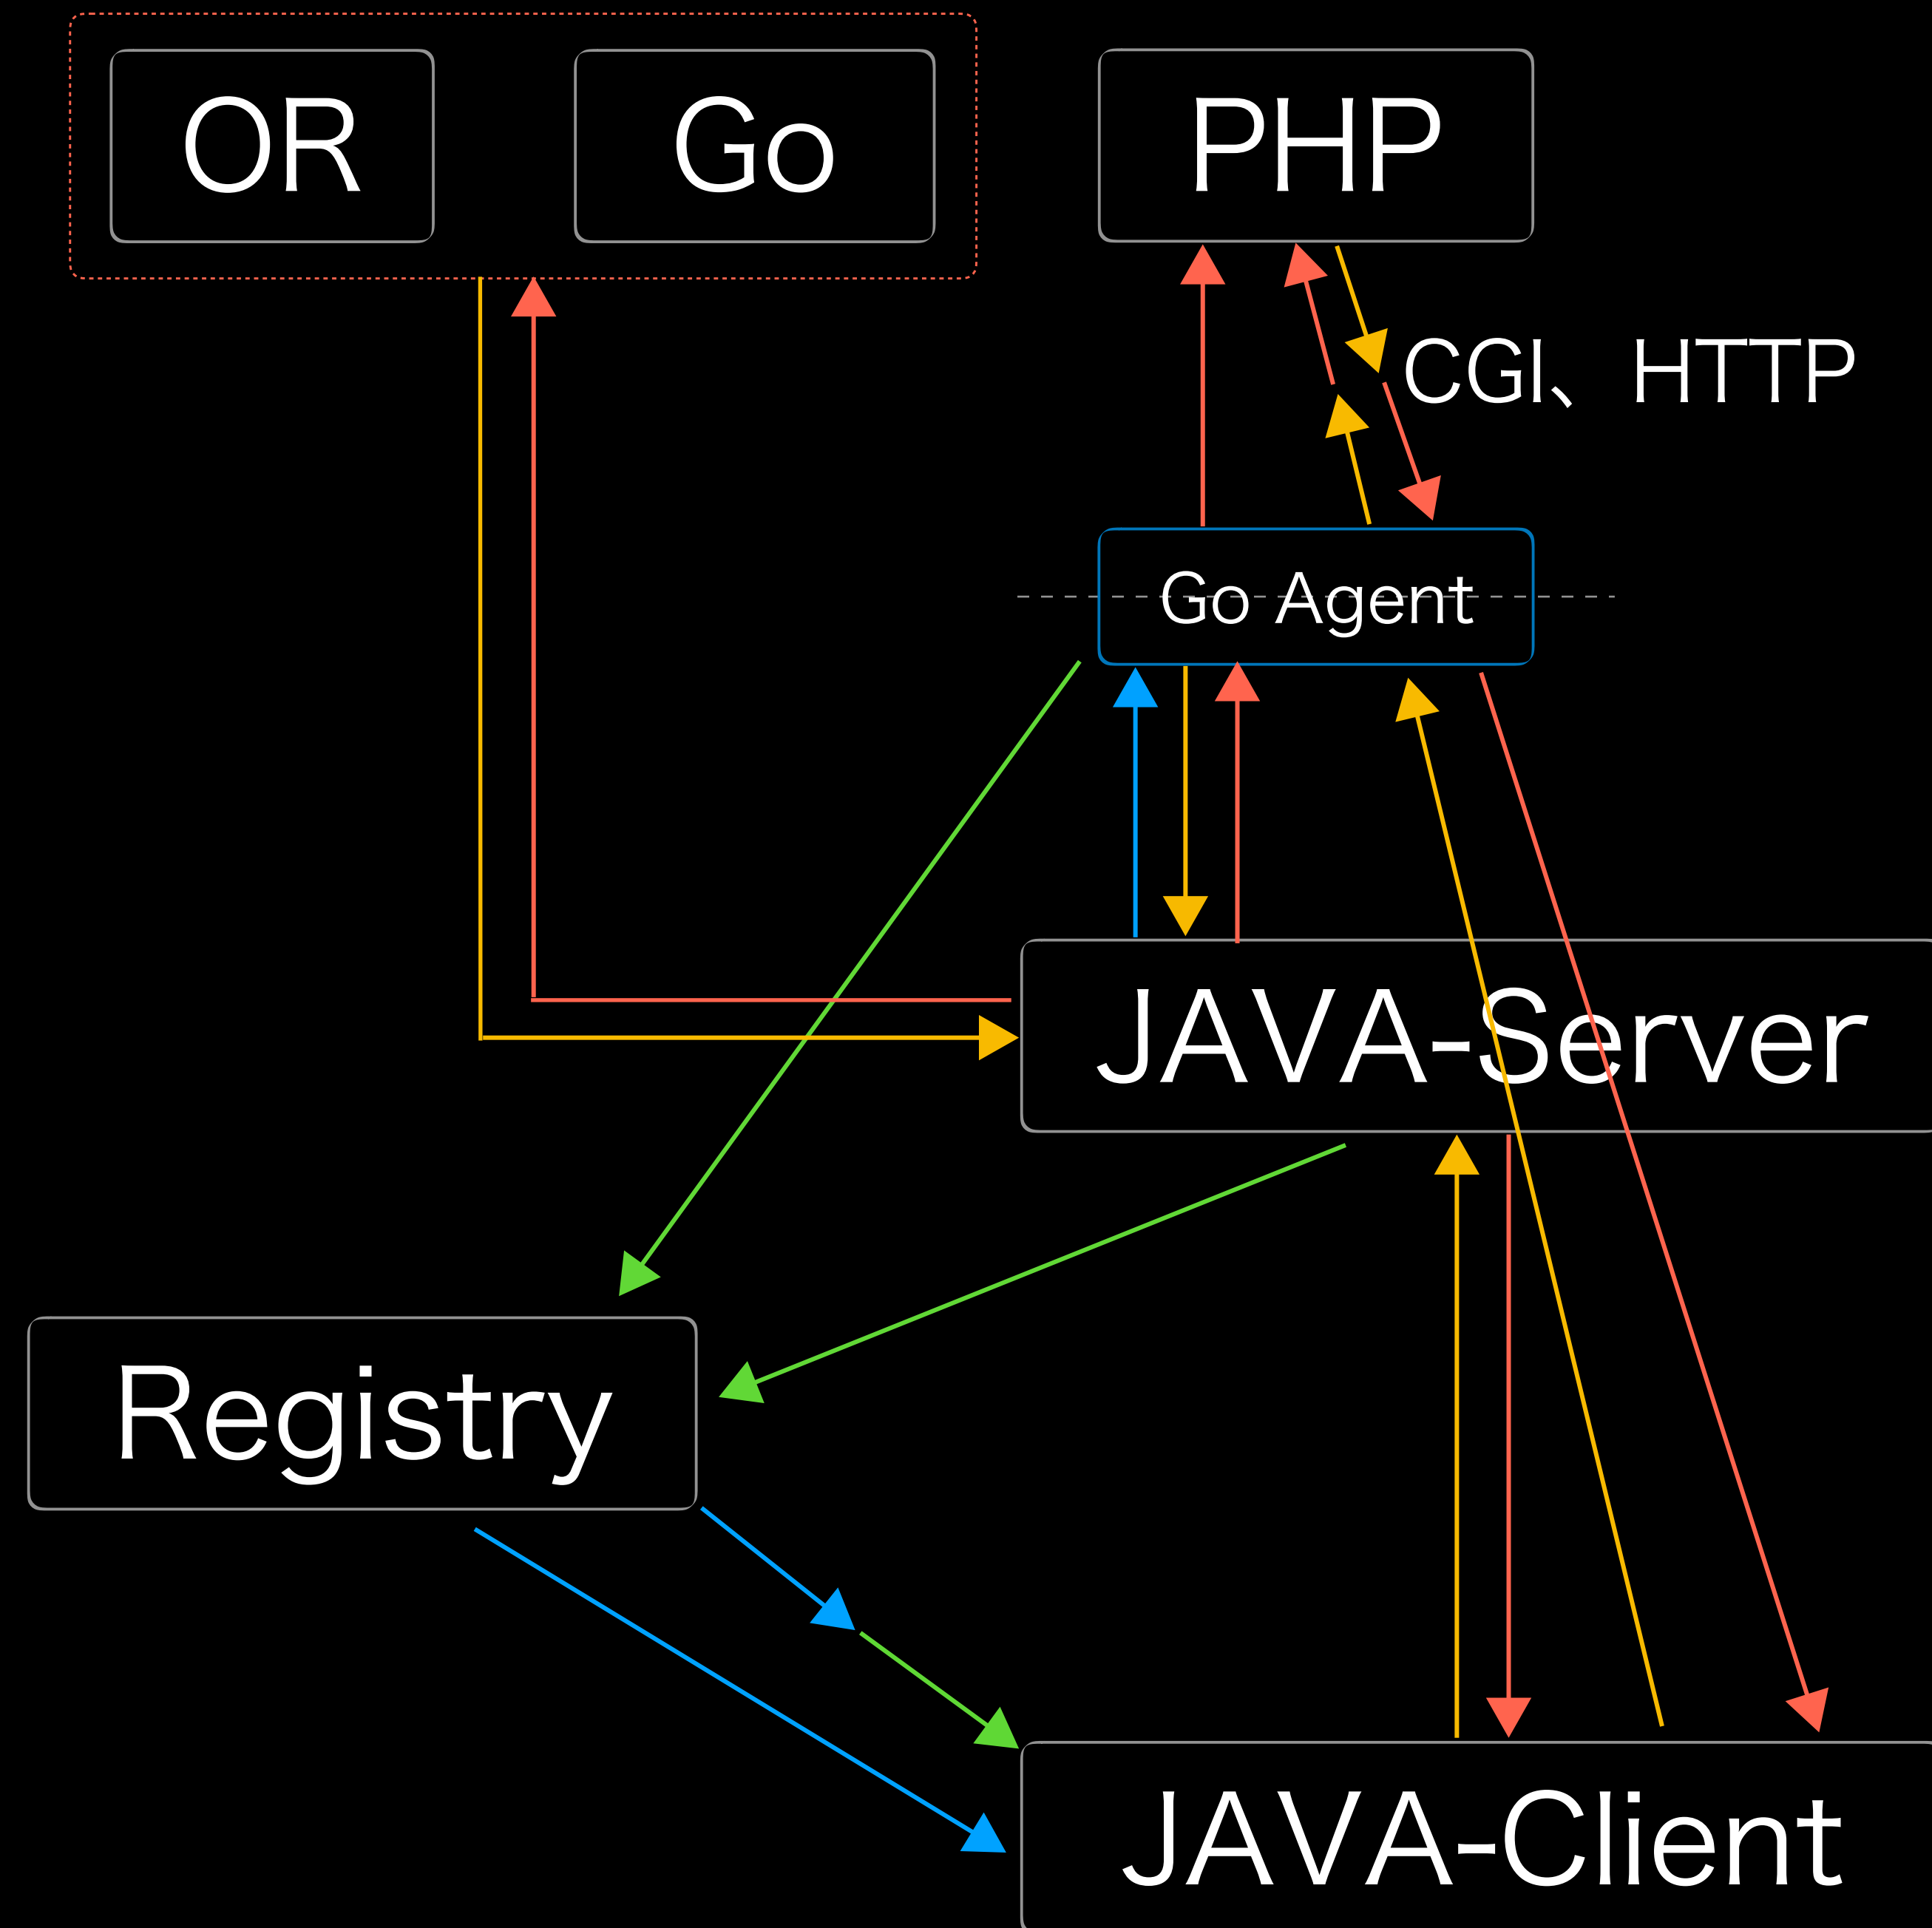 OR
Go
PHP
CGI、 HTTP
Go Agent
JAVA-Server
Registry
JAVA-Client